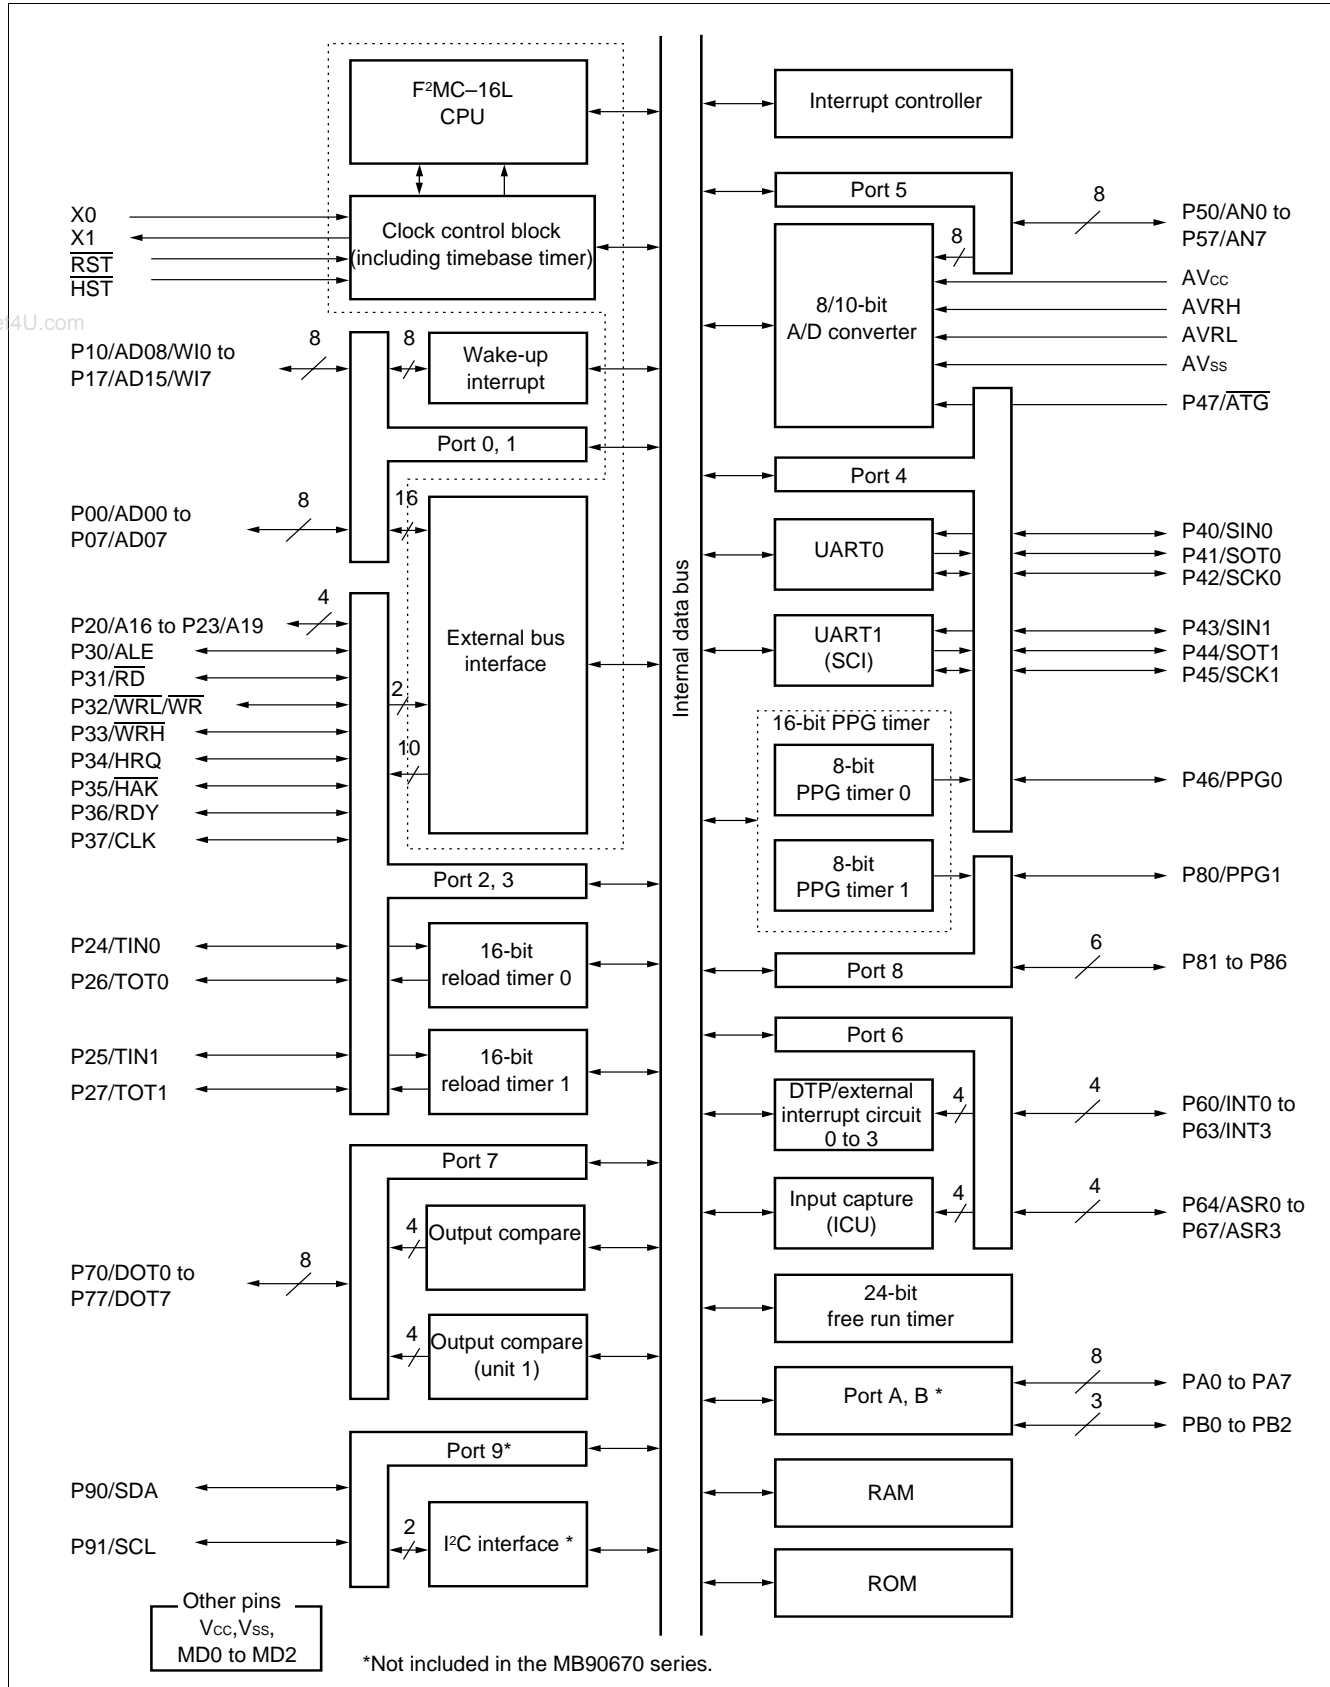 F²MC–16L
CPU
Clock control block
(including timebase timer)
X0
X1
RST
HST
et4U.com
P10/AD08/WI0 to
P17/AD15/WI7
8
8
Wake-up
interrupt
Port 0, 1
P00/AD00 to
P07/AD07
8
16
External bus
interface
4
P20/A16 to P23/A19
P30/ALE
P31/RD
P32/WRL/WR
P33/WRH
P34/HRQ
P35/HAK
P36/RDY
P37/CLK
2
10
Port 2, 3
P24/TIN0
P26/TOT0
16-bit
reload timer 0
P25/TIN1
P27/TOT1
16-bit
reload timer 1
Port 7
4
Output compare
P70/DOT0 to
P77/DOT7
8
4
Output compare
(unit 1)
Port 9*
P90/SDA
P91/SCL
2
I²C interface *
Other pins
Vcc,Vss,
MD0 to MD2
*Not included in the MB90670 series.
Internal data bus
Interrupt controller
Port 5
8
P50/AN0 to
P57/AN7
8
8/10-bit
A/D converter
AVcc
AVRH
AVRL
AVss
P47/ATG
Port 4
UART0
P40/SIN0
P41/SOT0
P42/SCK0
UART1
(SCI)
P43/SIN1
P44/SOT1
P45/SCK1
16-bit PPG timer
8-bit
PPG timer 0
P46/PPG0
8-bit
PPG timer 1
P80/PPG1
Port 8
6
P81 to P86
Port 6
DTP/external
interrupt circuit
0 to 3
4
4
P60/INT0 to
P63/INT3
Input capture
(ICU)
4
4
P64/ASR0 to
P67/ASR3
24-bit
free run timer
Port A, B *
8
PA0 to PA7
3
PB0 to PB2
RAM
ROM